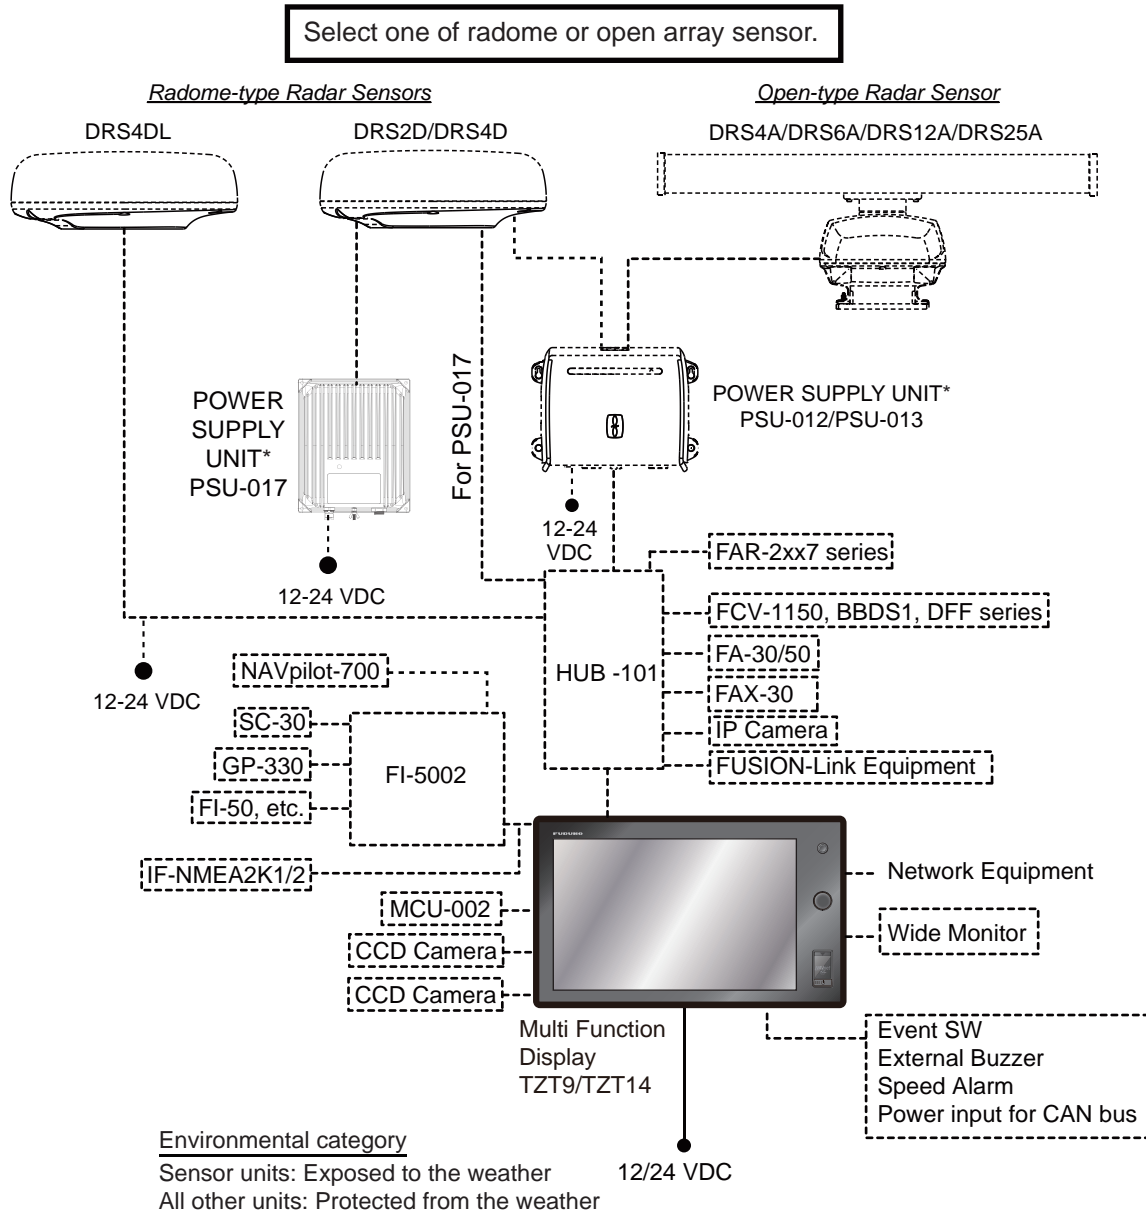 Select one of radome or open array sensor.
Radome-type Radar Sensors
Open-type Radar Sensor
DRS4DL
DRS2D/DRS4D
DRS4A/DRS6A/DRS12A/DRS25A
POWER
SUPPLY
UNIT*
PSU-017
For PSU-017
POWER SUPPLY UNIT*
PSU-012/PSU-013
12-24
VDC
12-24 VDC
12-24 VDC
FAR-2xx7 series
FCV-1150, BBDS1, DFF series
FA-30/50
FAX-30
IP Camera
FUSION-Link Equipment
HUB -101
NAVpilot-700
SC-30
GP-330
FI-50, etc.
FI-5002
IF-NMEA2K1/2
MCU-002
CCD Camera
CCD Camera
FURUNO
Network Equipment
Wide Monitor
Multi Function
Display
TZT9/TZT14
Event SW
External Buzzer
Speed Alarm
Power input for CAN bus
12/24 VDC
Environmental category
Sensor units: Exposed to the weather
All other units: Protected from the weather